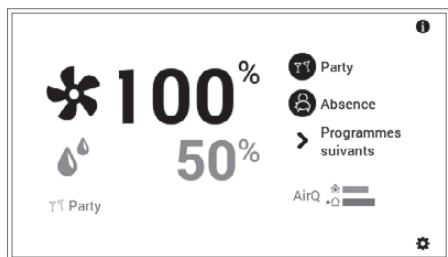 100%
50%
Party
Party
Absence
Programmes
suivants
AirQ